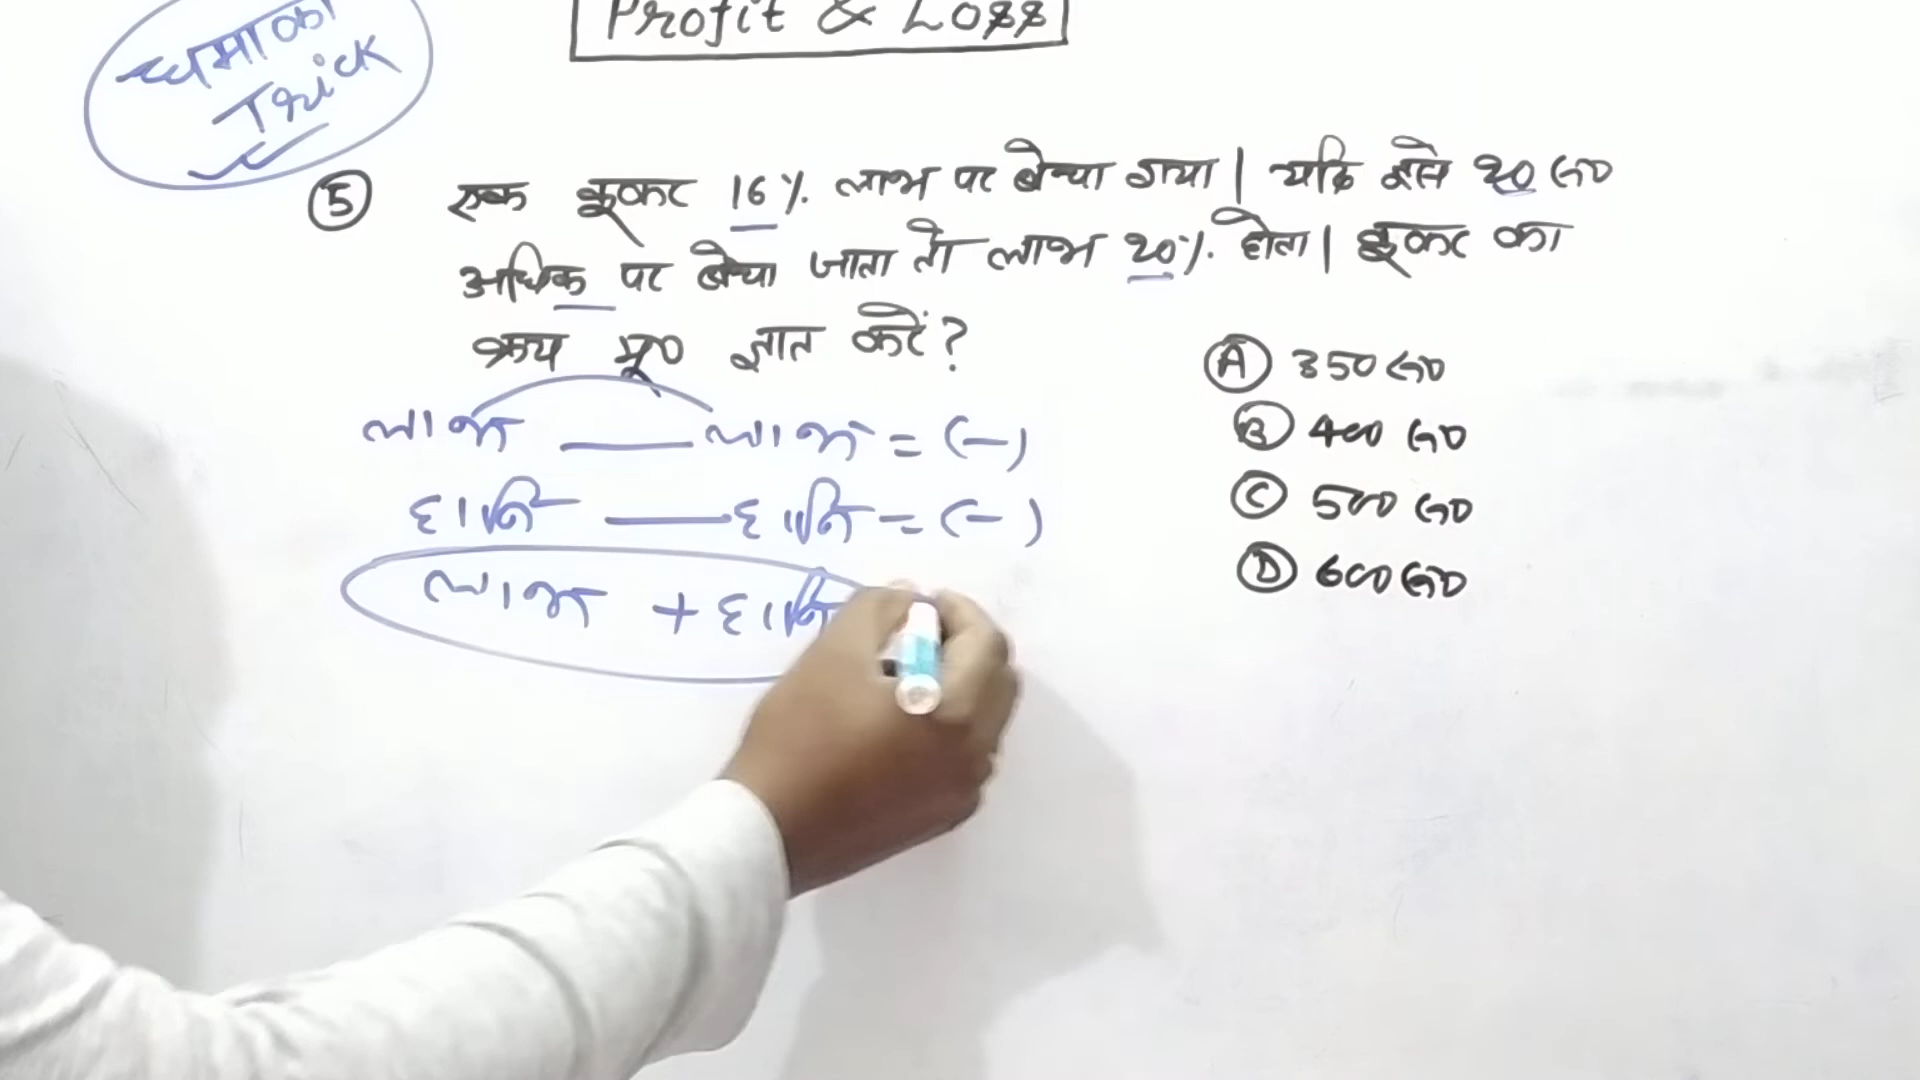 Profit & Loss
धमाका
Trick
5 एक कूकर 16% लाभ पर बेचा गया | यदि इसे 20 रु०
अधिक पर बेचा जाता तो लाभ 20% होता | कूकर का
क्रय मू० ज्ञात करें ?
A 350 रु०
B 400 रु०
C 500 रु०
D 600 रु०
लाभ — लाभ = (-)
हानि — हानि = (-)
लाभ + हानि